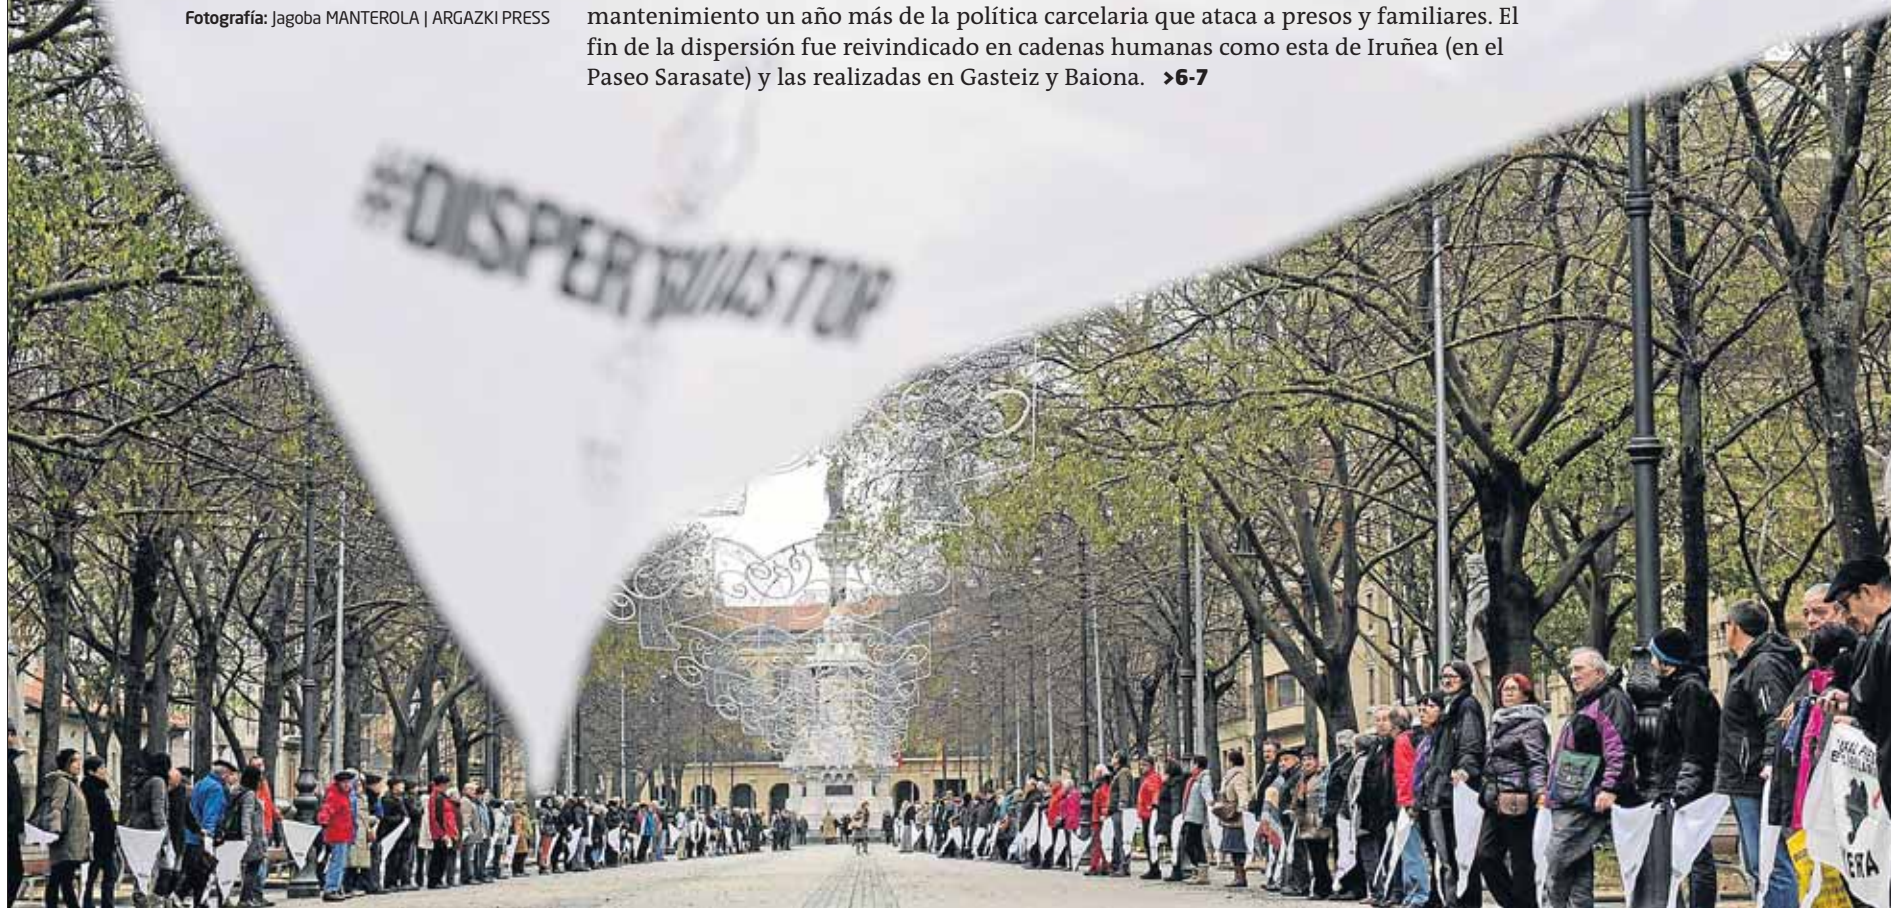 Fotografía: Jagoba MANTEROLA | ARGAZKI PRESS
mantenimiento un año más de la política carcelaria que ataca a presos y familiares. El
fin de la dispersión fue reivindicado en cadenas humanas como esta de Iruñea (en el
Paseo Sarasate) y las realizadas en Gasteiz y Baiona. >6-7